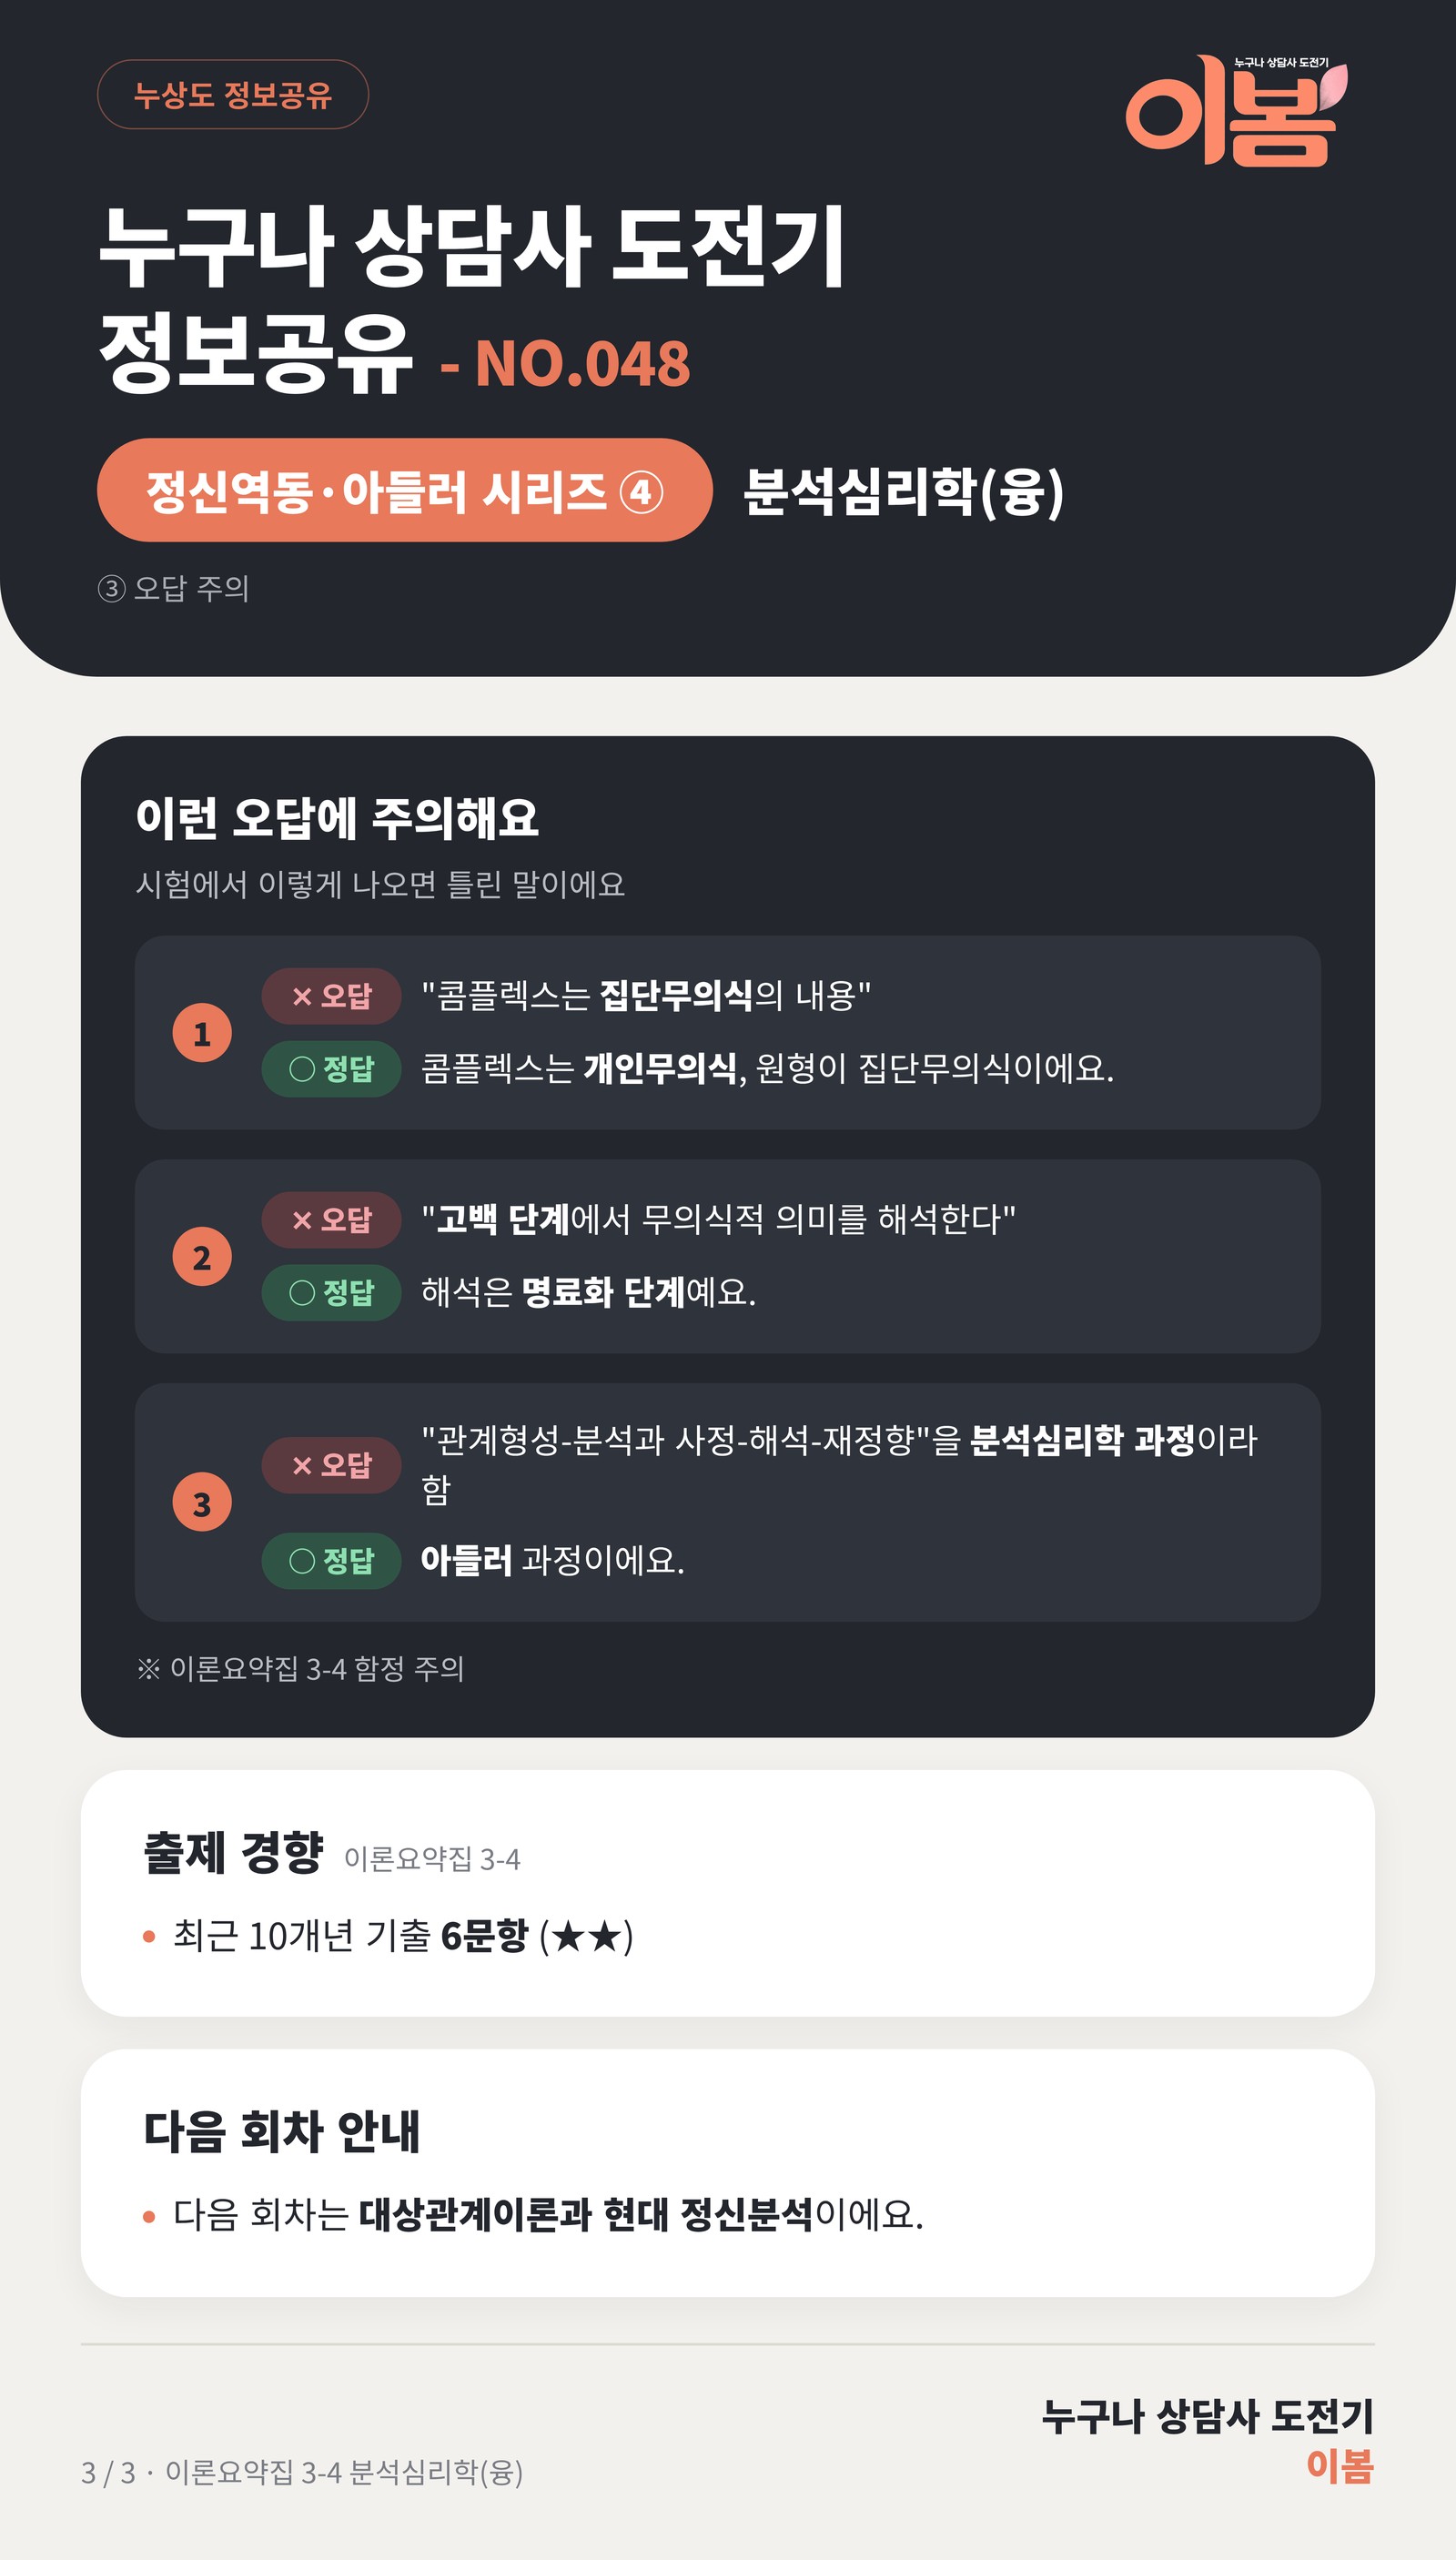 누상도 정보공유
누구나 상담사 도전기
이봄
누구나 상담사 도전기
정보공유 - NO.048
정신역동·아들러 시리즈 ④ 분석심리학(융)
③ 오답 주의
이런 오답에 주의해요
시험에서 이렇게 나오면 틀린 말이에요
1
✕ 오답 "콤플렉스는 집단무의식의 내용"
○ 정답 콤플렉스는 개인무의식, 원형이 집단무의식이에요.
2
✕ 오답 "고백 단계에서 무의식적 의미를 해석한다"
○ 정답 해석은 명료화 단계예요.
3
✕ 오답 "관계형성-분석과 사정-해석-재정향"을 분석심리학 과정이라
함
○ 정답 아들러 과정이에요.
※ 이론요약집 3-4 함정 주의
출제 경향 이론요약집 3-4
• 최근 10개년 기출 6문항 (★★)
다음 회차 안내
• 다음 회차는 대상관계이론과 현대 정신분석이에요.
누구나 상담사 도전기
3 / 3 · 이론요약집 3-4 분석심리학(융)
이봄